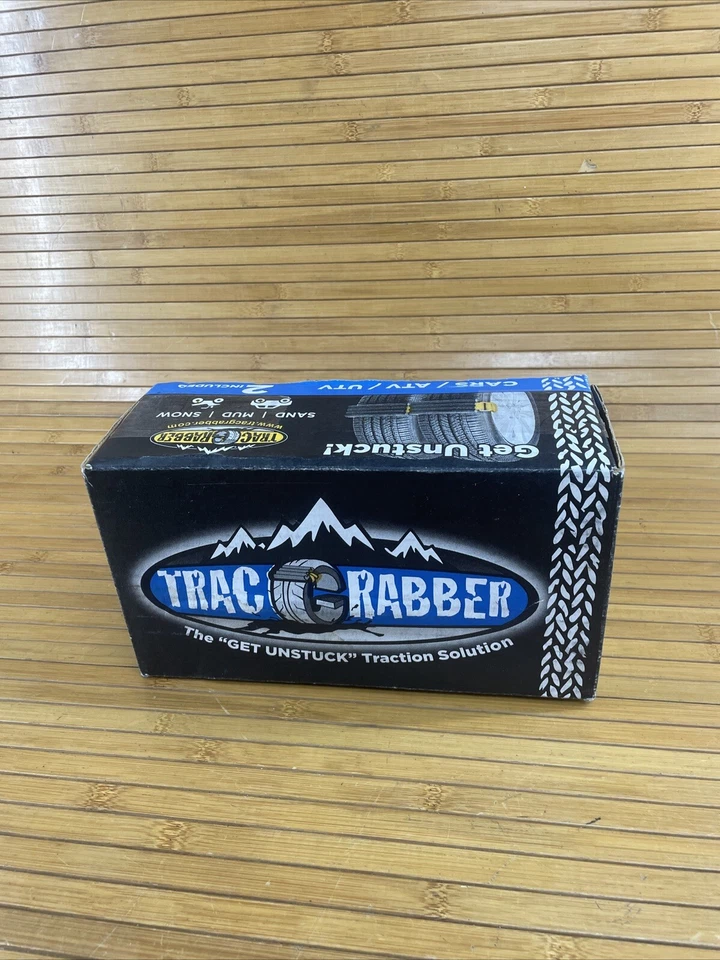 CARS / ATV / UTV
2 INCLUDED
Get Unstuck!
SAND | MUD | SNOW
www.tracgrabber.com
TRAC GRABBER
TRAC GRABBER
The “GET UNSTUCK” Traction Solution